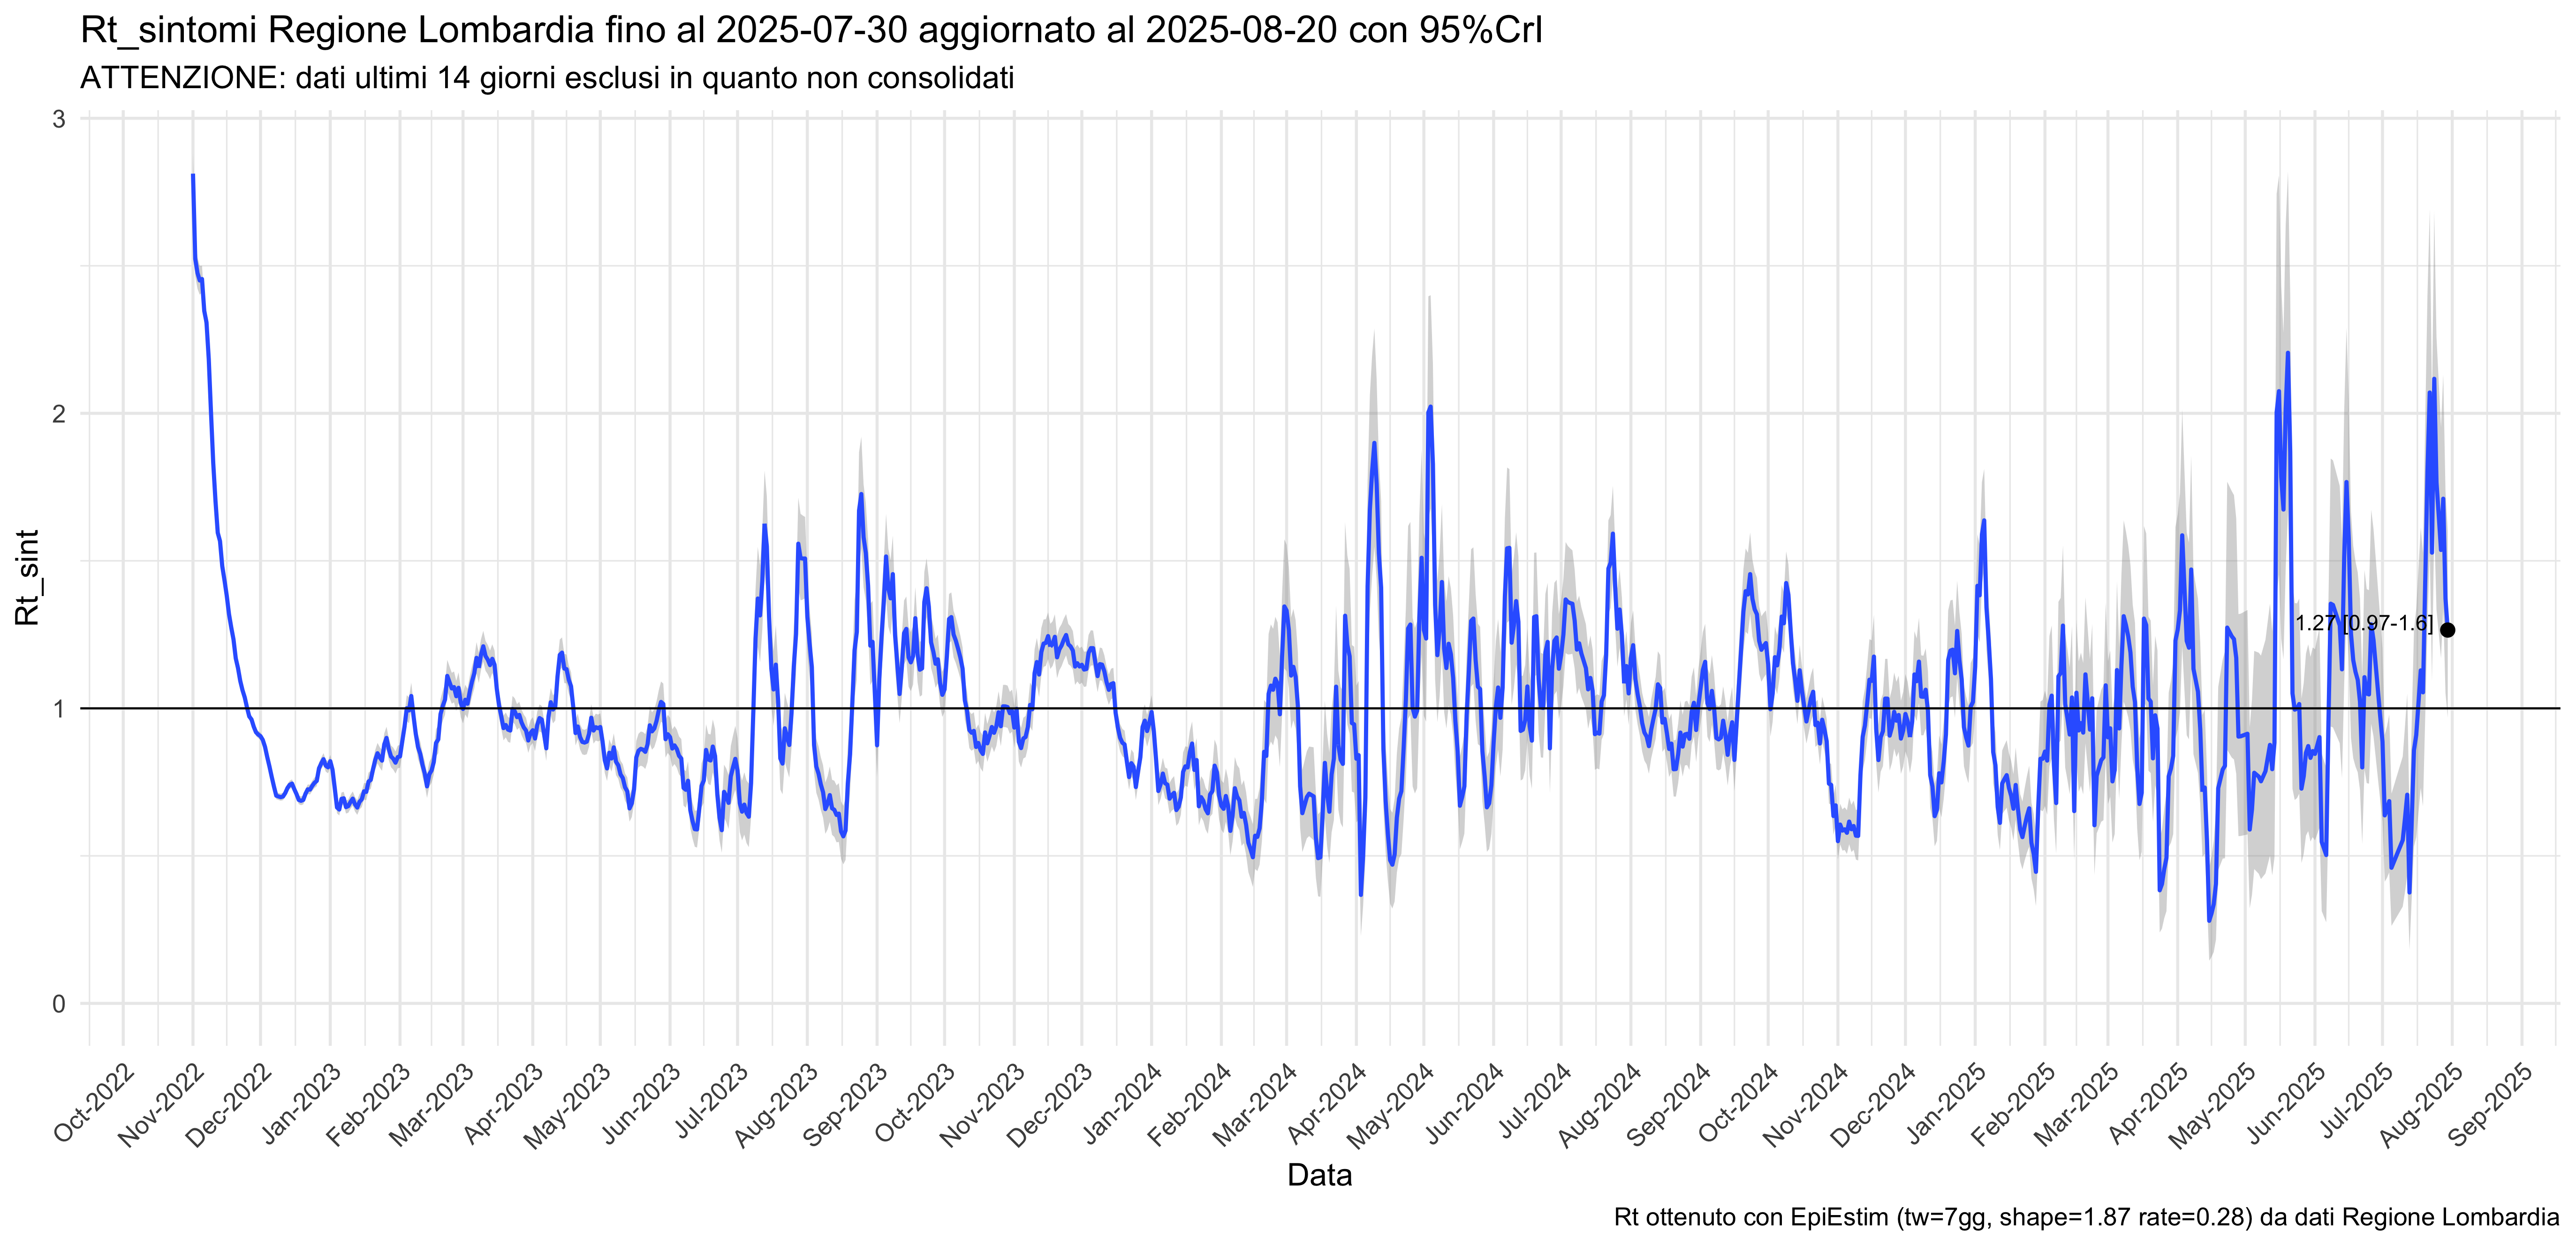 Rt_sintomi Regione Lombardia fino al 2025-07-30 aggiornato al 2025-08-20 con 95%CrI
ATTENZIONE: dati ultimi 14 giorni esclusi in quanto non consolidati
3
2
1
0
Rt_sint
1.27 [0.97-1.6]
Oct-2022
Nov-2022
Dec-2022
Jan-2023
Feb-2023
Mar-2023
Apr-2023
May-2023
Jun-2023
Jul-2023
Aug-2023
Sep-2023
Oct-2023
Nov-2023
Dec-2023
Jan-2024
Feb-2024
Mar-2024
Apr-2024
May-2024
Jun-2024
Jul-2024
Aug-2024
Sep-2024
Oct-2024
Nov-2024
Dec-2024
Jan-2025
Feb-2025
Mar-2025
Apr-2025
May-2025
Jun-2025
Jul-2025
Aug-2025
Sep-2025
Data
Rt ottenuto con EpiEstim (tw=7gg, shape=1.87 rate=0.28) da dati Regione Lombardia